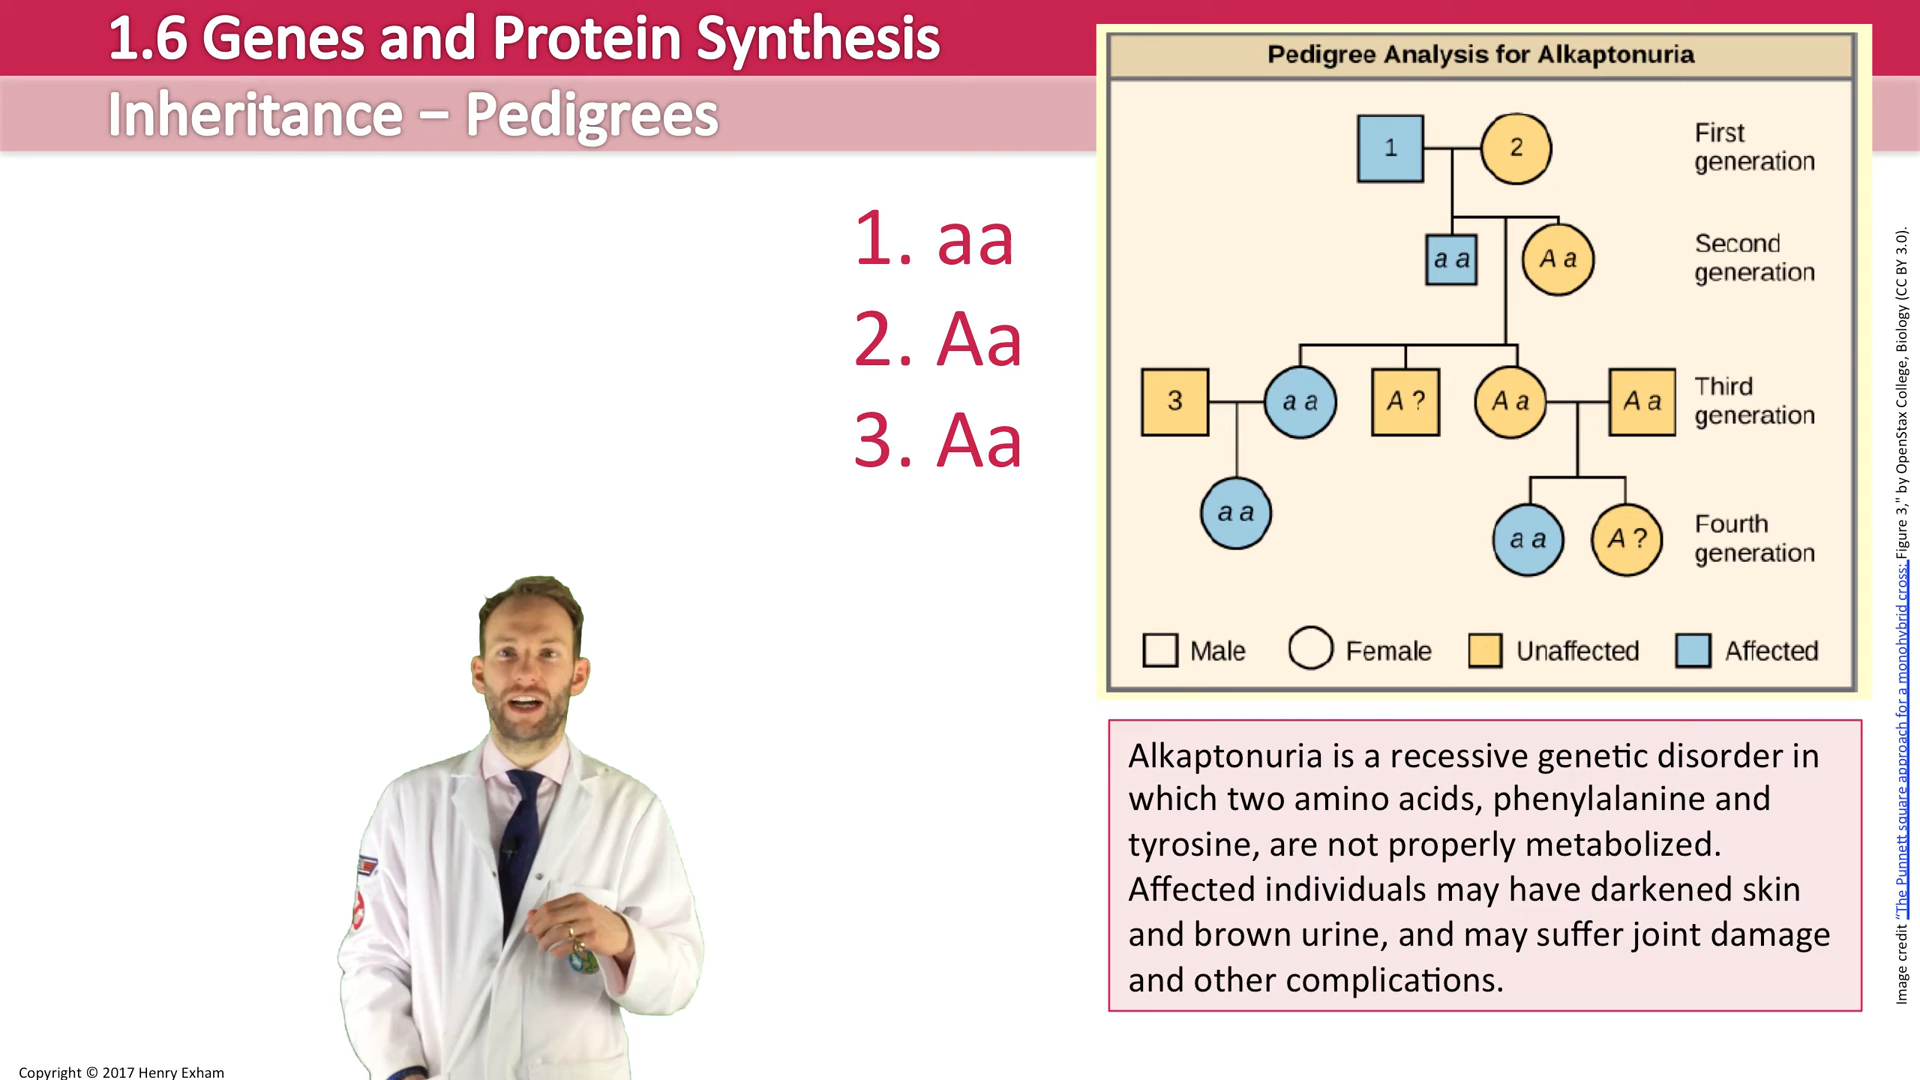 1.6 Genes and Protein Synthesis
Inheritance – Pedigrees
1. aa
2. Aa
3. Aa
Pedigree Analysis for Alkaptonuria
1
2
First
generation
a a
A a
Second
generation
3
a a
A ?
A a
A a
Third
generation
a a
a a
A ?
Fourth
generation
Male
Female
Unaffected
Affected
Alkaptonuria is a recessive genetic disorder in
which two amino acids, phenylalanine and
tyrosine, are not properly metabolized.
Affected individuals may have darkened skin
and brown urine, and may suffer joint damage
and other complications.
Image credit "The Punnett square approach for a monohybrid cross: Figure 3," by OpenStax College, Biology (CC BY 3.0).
Copyright © 2017 Henry Exham